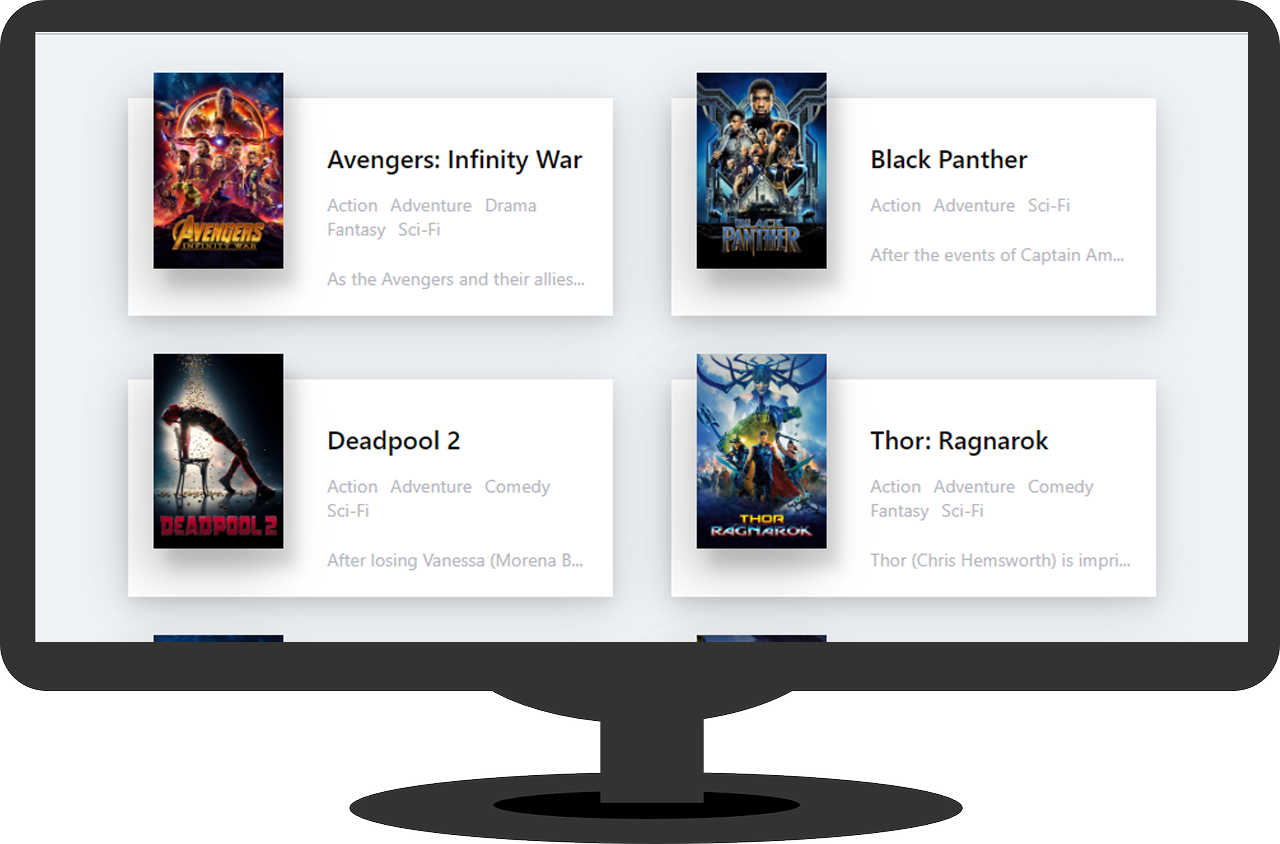 AVENGERS
INFINITY WAR
Avengers: Infinity War
Action Adventure Drama
Fantasy Sci-Fi
As the Avengers and their allies...
BLACK
PANTHER
Black Panther
Action Adventure Sci-Fi
After the events of Captain Am...
DEADPOOL 2
Deadpool 2
Action Adventure Comedy
Sci-Fi
After losing Vanessa (Morena B...
THOR
RAGNAROK
Thor: Ragnarok
Action Adventure Comedy
Fantasy Sci-Fi
Thor (Chris Hemsworth) is impri...